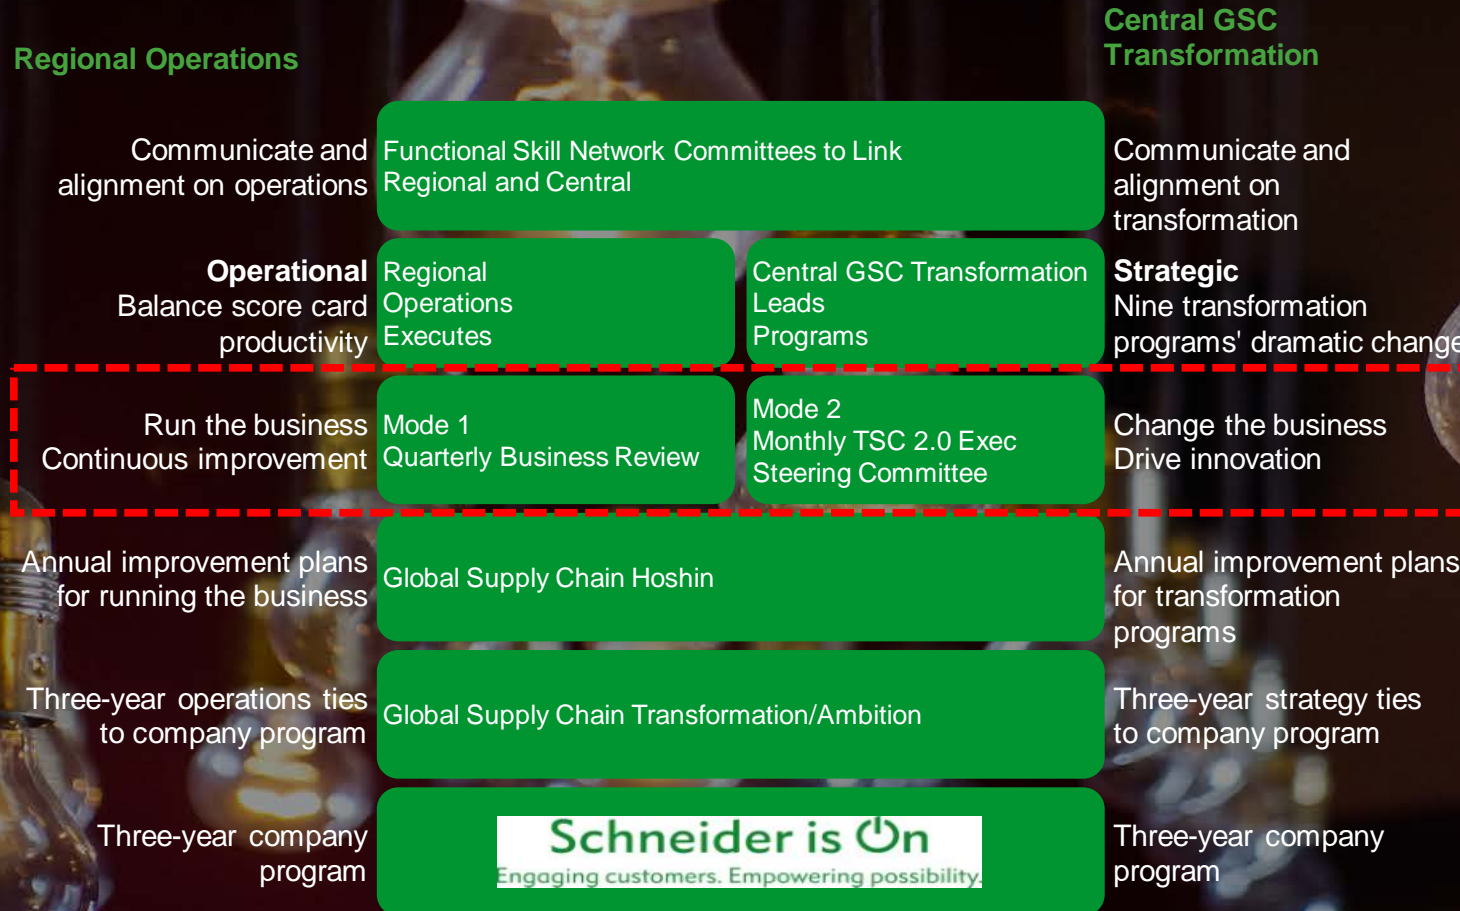 Regional Operations
Central GSC
Transformation
Communicate and
alignment on operations
Functional Skill Network Committees to Link
Regional and Central
Communicate and
alignment on
transformation
Operational
Balance score card
productivity
Regional
Operations
Executes
Central GSC Transformation
Leads
Programs
Strategic
Nine transformation
programs' dramatic change
Run the business
Continuous improvement
Mode 1
Quarterly Business Review
Mode 2
Monthly TSC 2.0 Exec
Steering Committee
Change the business
Drive innovation
Annual improvement plans
for running the business
Global Supply Chain Hoshin
Annual improvement plans
for transformation
programs
Three-year operations ties
to company program
Global Supply Chain Transformation/Ambition
Three-year strategy ties
to company program
Three-year company
program
Schneider is On
Engaging customers. Empowering possibility.
Three-year company
program